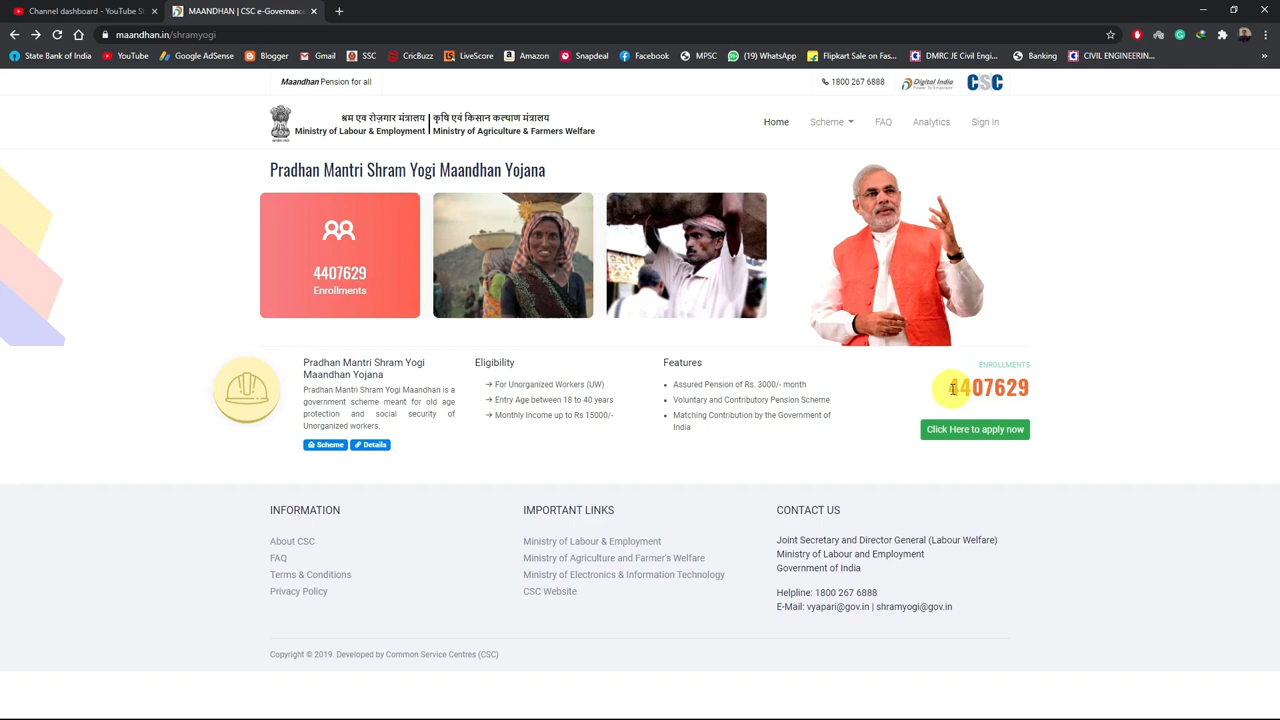 Channel dashboard - YouTube St
MAANDHAN | CSC e-Governance
maandhan.in/shramyogi
State Bank of India
YouTube
Google AdSense
Blogger
Gmail
SSC
CricBuzz
LiveScore
Amazon
Snapdeal
Facebook
MPSC
(19) WhatsApp
Flipkart Sale on Fas...
DMRC JE Previous Y...
Banking
CIVIL ENGINEERIN...
Maandhan Pension for all
1800 267 6888
Digital India
Power To Empower
CSC
श्रम एवं रोज़गार मंत्रालय
Ministry of Labour & Employment
कृषि एवं किसान कल्याण मंत्रालय
Ministry of Agriculture & Farmers Welfare
Home
Scheme
FAQ
Analytics
Sign In
Pradhan Mantri Shram Yogi Maandhan Yojana
4407629
Enrollments
Pradhan Mantri Shram Yogi
Maandhan Yojana
Pradhan Mantri Shram Yogi Maandhan is a
government scheme meant for old age
protection and social security of
Unorganized workers.
Scheme
Details
Eligibility
For Unorganized Workers (UW)
Entry Age between 18 to 40 years
Monthly Income up to Rs 15000/-
Features
Assured Pension of Rs. 3000/- month
Voluntary and Contributory Pension Scheme
Matching Contribution by the Government of
India
ENROLLMENTS
4407629
Click Here to apply now
INFORMATION
About CSC
FAQ
Terms & Conditions
Privacy Policy
IMPORTANT LINKS
Ministry of Labour & Employment
Ministry of Agriculture and Farmer's Welfare
Ministry of Electronics & Information Technology
CSC Website
CONTACT US
Joint Secretary and Director General (Labour Welfare)
Ministry of Labour and Employment
Government of India
Helpline: 1800 267 6888
E-Mail: vyapari@gov.in | shramyogi@gov.in
Copyright © 2019. Developed by Common Service Centres (CSC)